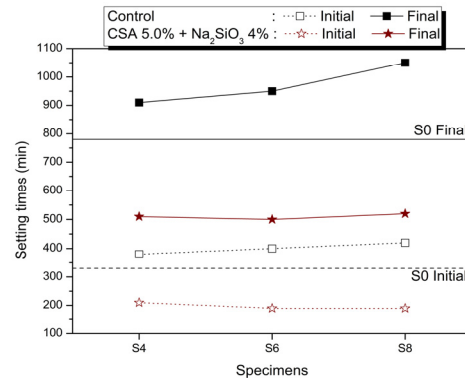 Control : Initial Final
CSA 5.0% + Na₂SiO₃ 4% : Initial Final
1100
1000
900
800
S0 Final
700
600
500
400
300
S0 Initial
200
100
Setting times (min)
S4 S6 S8
Specimens